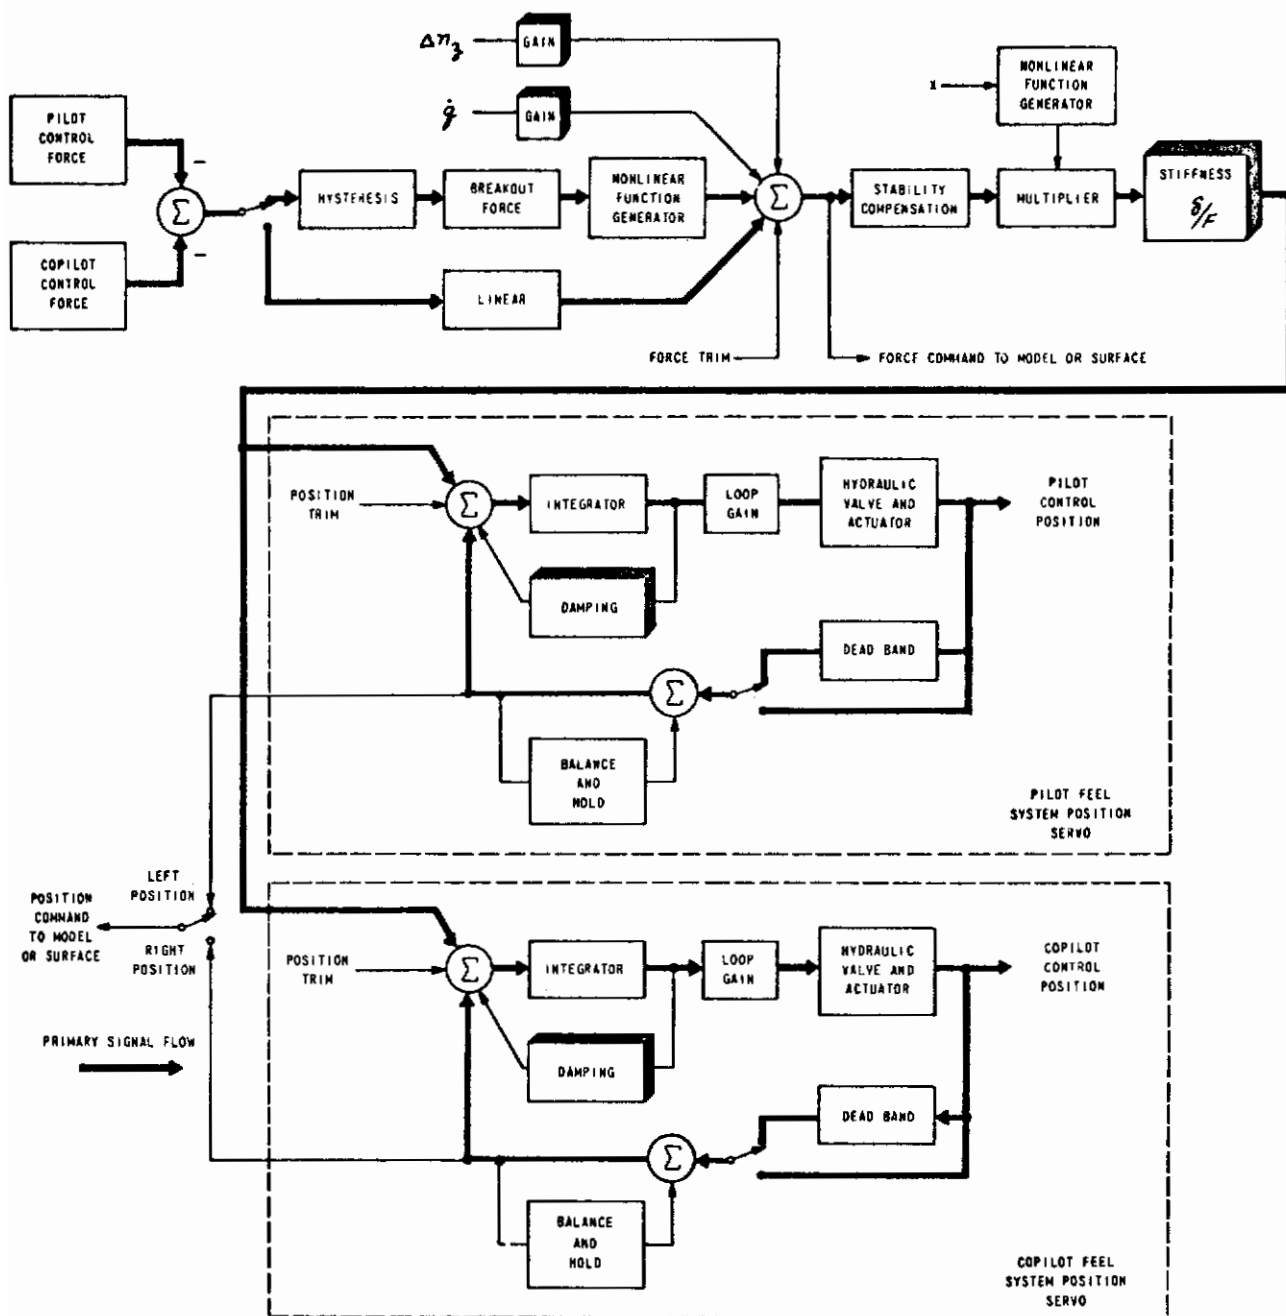 Δn_z
GAIN
q̇
GAIN
NONLINEAR
FUNCTION
GENERATOR
PILOT
CONTROL
FORCE
−
Σ
−
COPILOT
CONTROL
FORCE
HYSTERESIS
BREAKOUT
FORCE
NONLINEAR
FUNCTION
GENERATOR
LINEAR
Σ
STABILITY
COMPENSATION
MULTIPLIER
STIFFNESS
δ/F
FORCE TRIM
FORCE COMMAND TO MODEL OR SURFACE
POSITION
TRIM
Σ
INTEGRATOR
LOOP
GAIN
HYDRAULIC
VALVE AND
ACTUATOR
PILOT
CONTROL
POSITION
DAMPING
DEAD BAND
Σ
BALANCE
AND
HOLD
PILOT FEEL
SYSTEM POSITION
SERVO
LEFT
POSITION
POSITION
COMMAND
TO MODEL
OR SURFACE
RIGHT
POSITION
PRIMARY SIGNAL FLOW
POSITION
TRIM
Σ
INTEGRATOR
LOOP
GAIN
HYDRAULIC
VALVE AND
ACTUATOR
COPILOT
CONTROL
POSITION
DAMPING
DEAD BAND
Σ
BALANCE
AND
HOLD
COPILOT FEEL
SYSTEM POSITION
SERVO